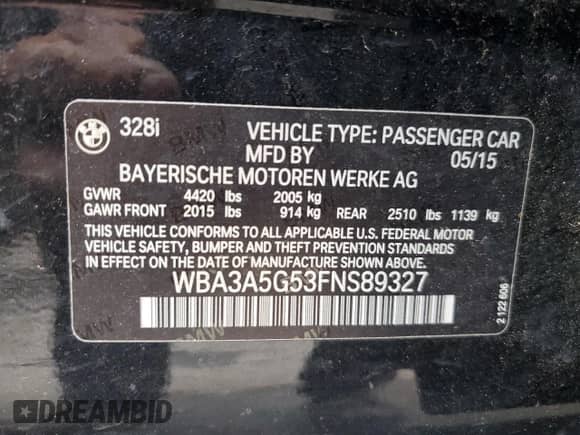 328i VEHICLE TYPE: PASSENGER CAR
MFD BY 05/15
BAYERISCHE MOTOREN WERKE AG
GVWR 4420 lbs 2005 kg
GAWR FRONT 2015 lbs 914 kg REAR 2510 lbs 1139 kg
THIS VEHICLE CONFORMS TO ALL APPLICABLE U.S. FEDERAL MOTOR
VEHICLE SAFETY, BUMPER AND THEFT PREVENTION STANDARDS
IN EFFECT ON THE DATE OF MANUFACTURE SHOWN ABOVE.
WBA3A5G53FNS89327
2 122 606
DREAMBID